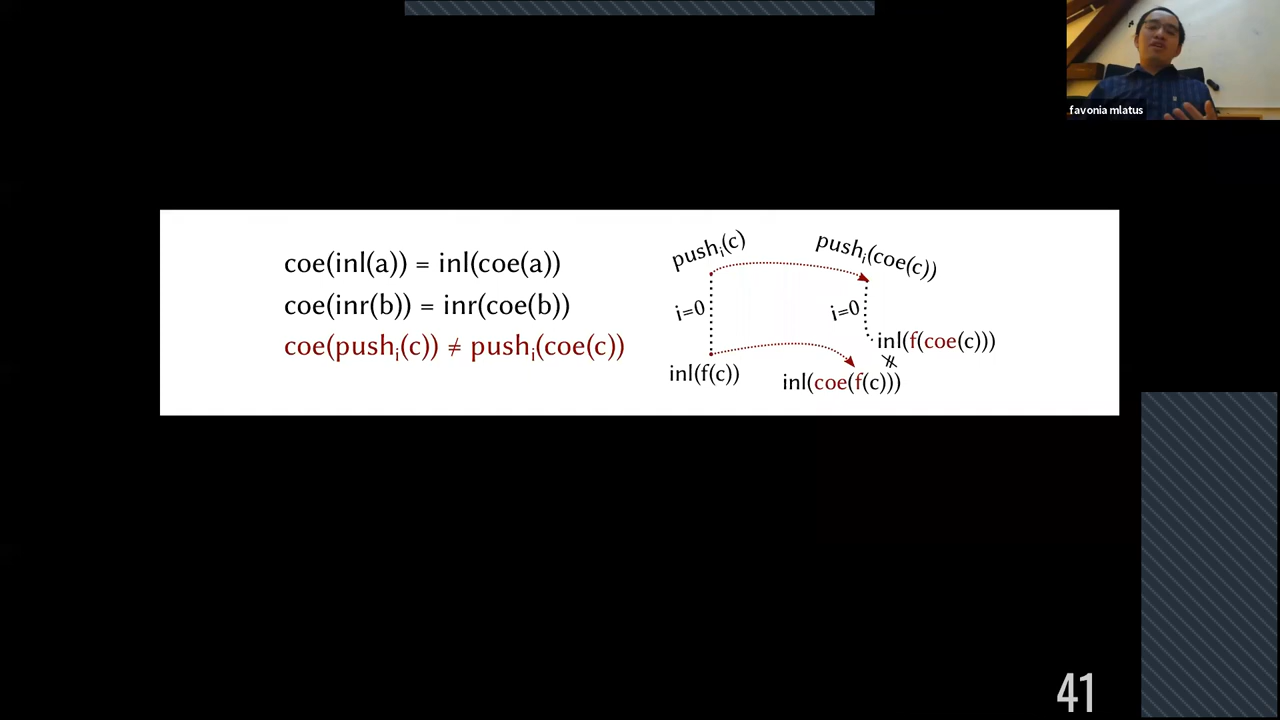 favonia mlatus
coe(inl(a)) = inl(coe(a))
coe(inr(b)) = inr(coe(b))
coe(pushᵢ(c)) ≠ pushᵢ(coe(c))
pushᵢ(c)
pushᵢ(coe(c))
i=0
i=0
inl(f(coe(c)))
≠
inl(f(c))
inl(coe(f(c)))
41